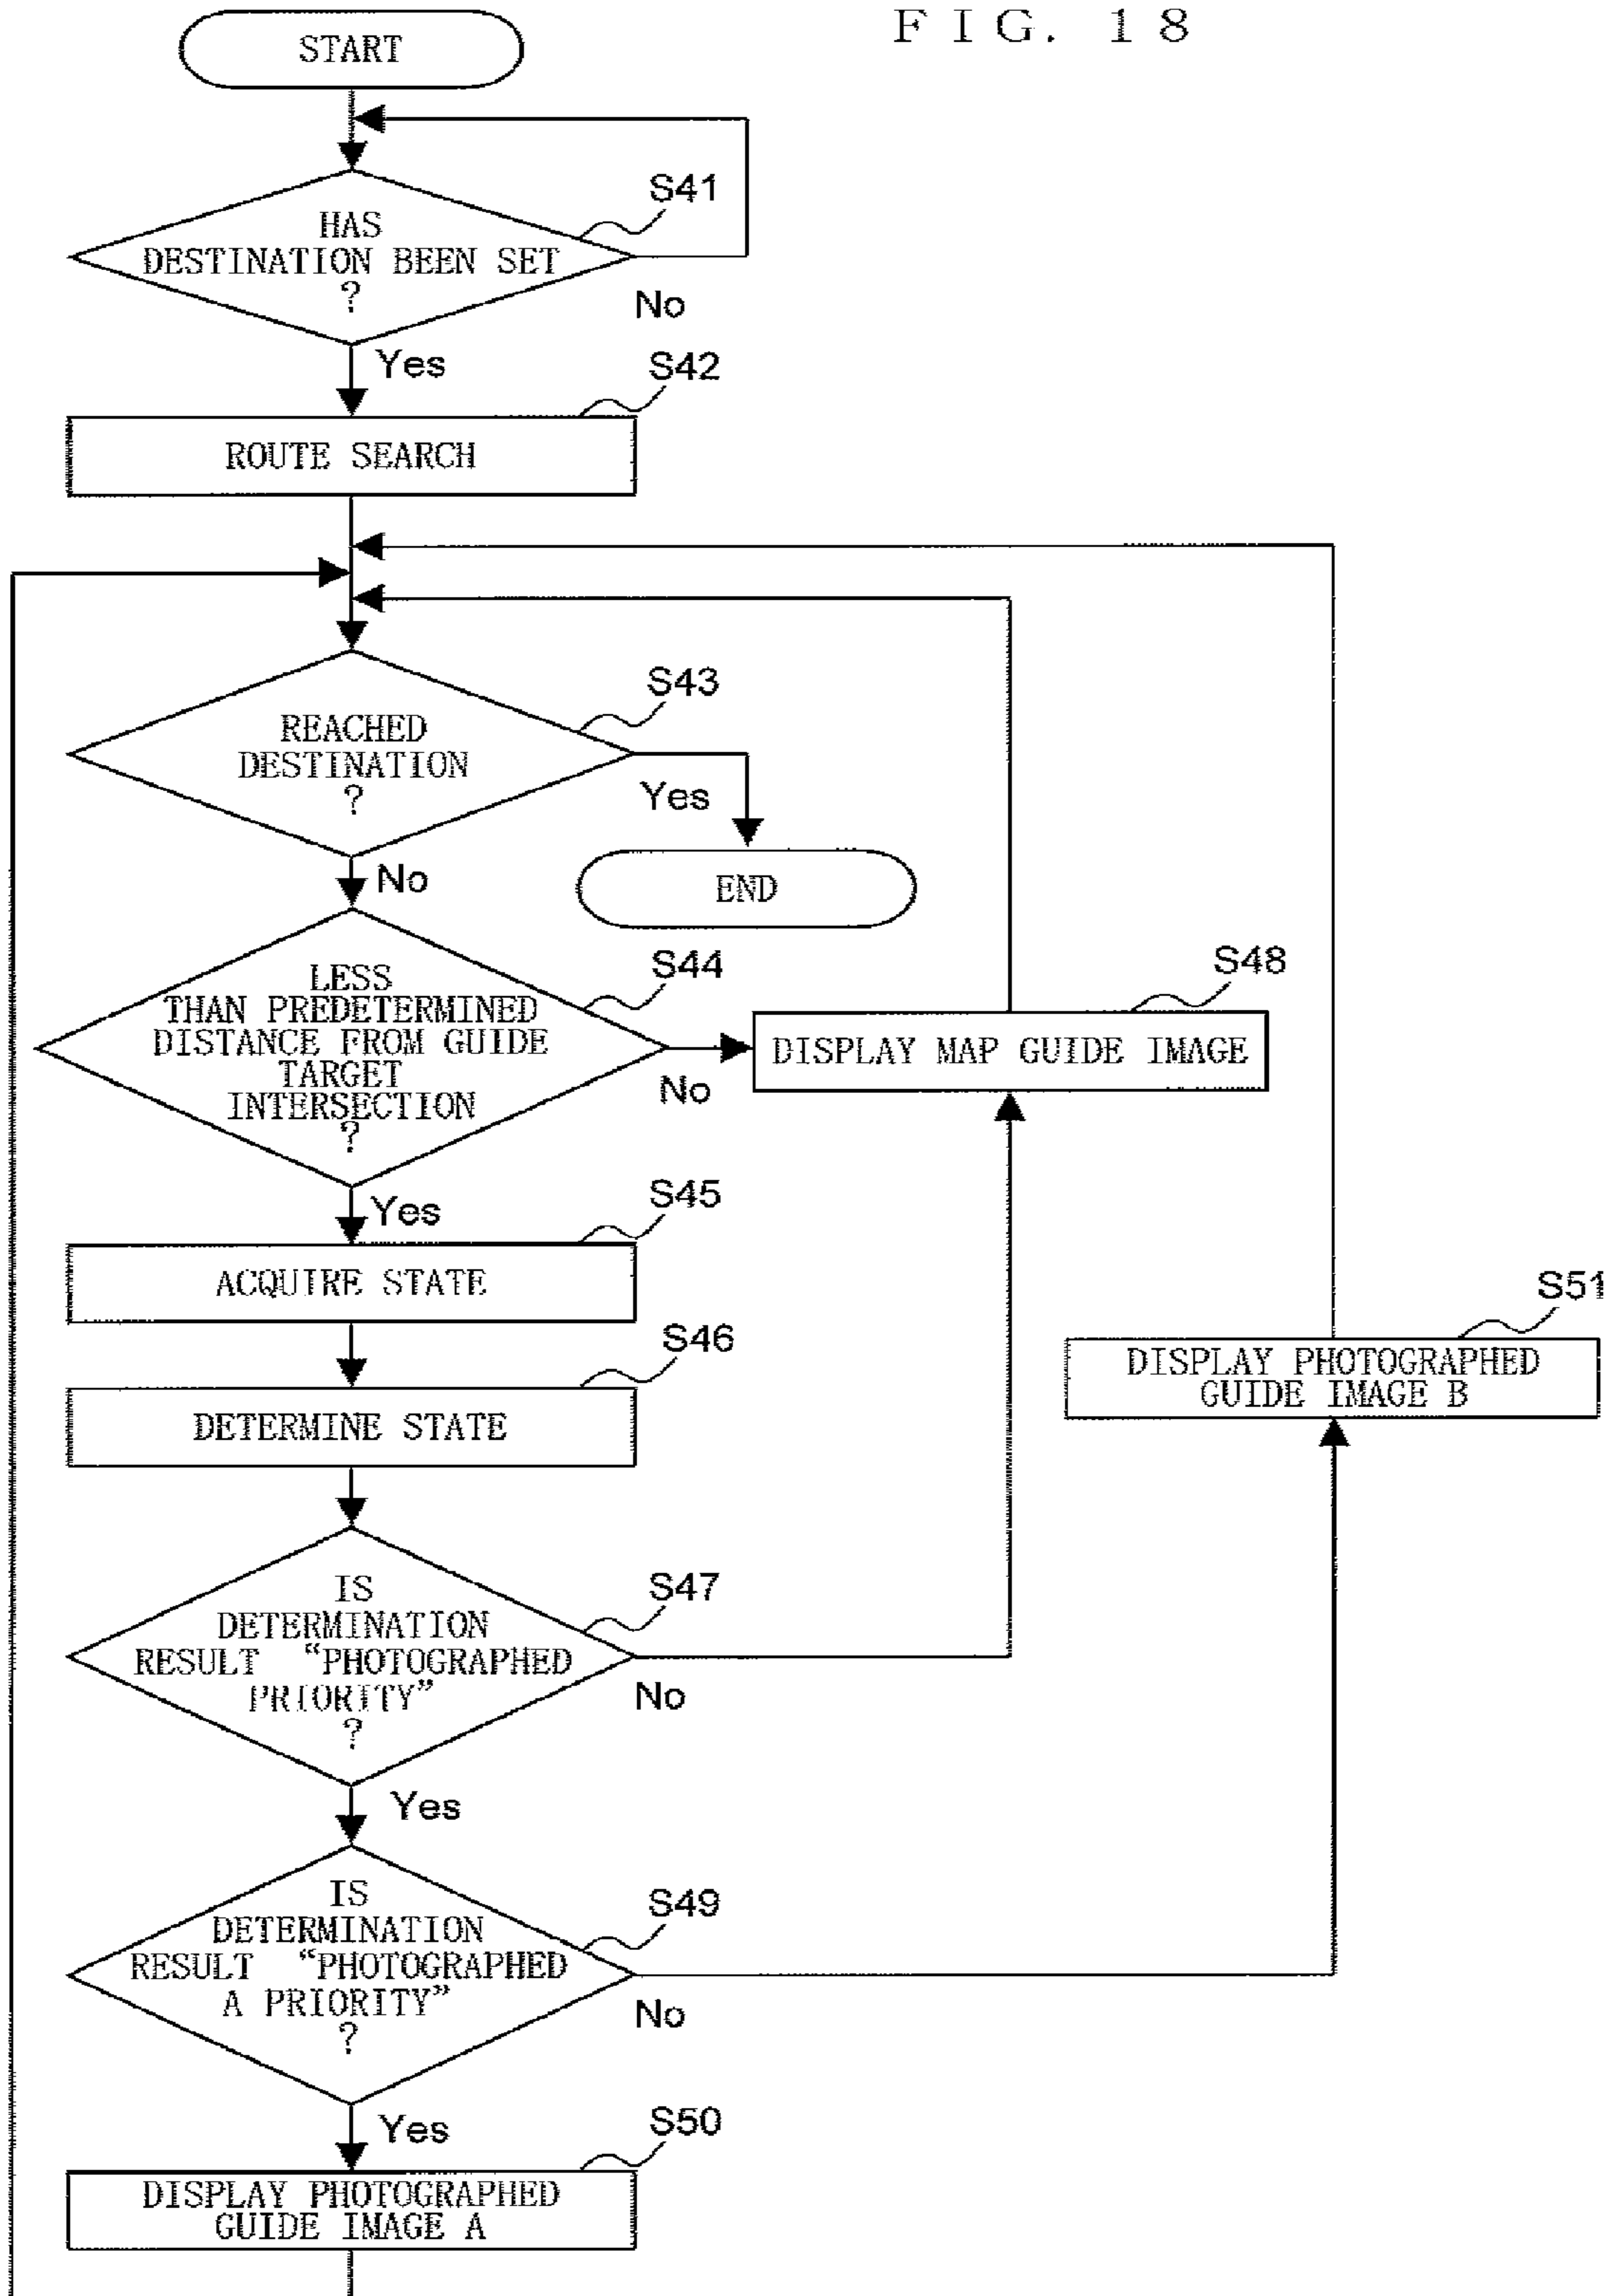 F I G. 1 8
START
S41
HAS
DESTINATION BEEN SET
?
No
Yes
S42
ROUTE SEARCH
S43
REACHED
DESTINATION
?
Yes
No
END
S44
LESS
THAN PREDETERMINED
DISTANCE FROM GUIDE
TARGET
INTERSECTION
?
No
S48
DISPLAY MAP GUIDE IMAGE
Yes
S45
ACQUIRE STATE
S46
DETERMINE STATE
S51
DISPLAY PHOTOGRAPHED
GUIDE IMAGE B
S47
IS
DETERMINATION
RESULT “PHOTOGRAPHED
PRIORITY”
?
No
Yes
S49
IS
DETERMINATION
RESULT “PHOTOGRAPHED
A PRIORITY”
?
No
Yes
S50
DISPLAY PHOTOGRAPHED
GUIDE IMAGE A